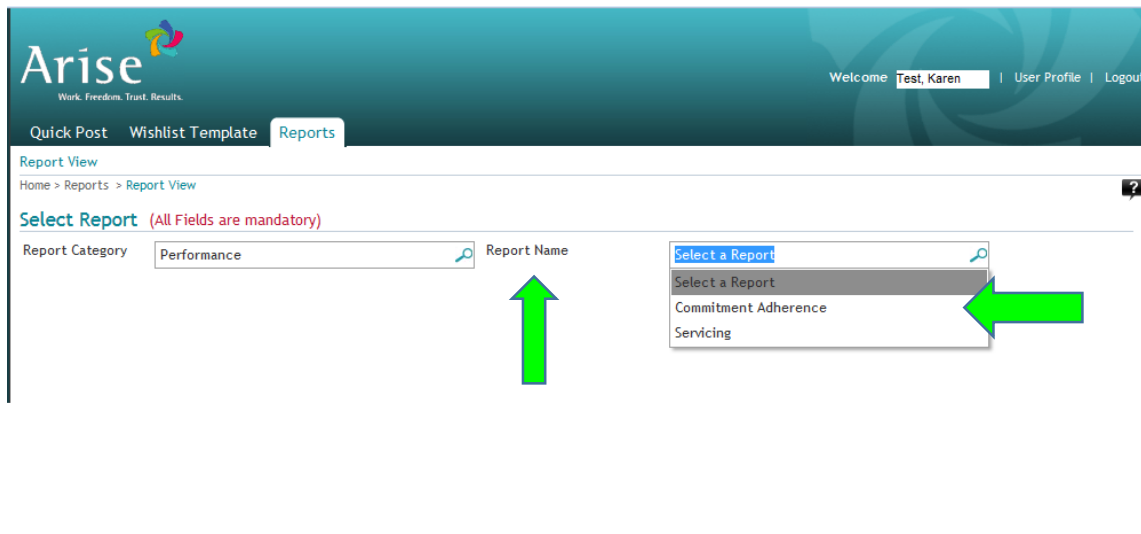 Arise
Work. Freedom. Trust. Results.
Welcome Test, Karen | User Profile | Logout
Quick Post Wishlist Template Reports
Report View
Home > Reports > Report View
?
Select Report (All Fields are mandatory)
Report Category Performance Report Name Select a Report
Select a Report
Commitment Adherence
Servicing